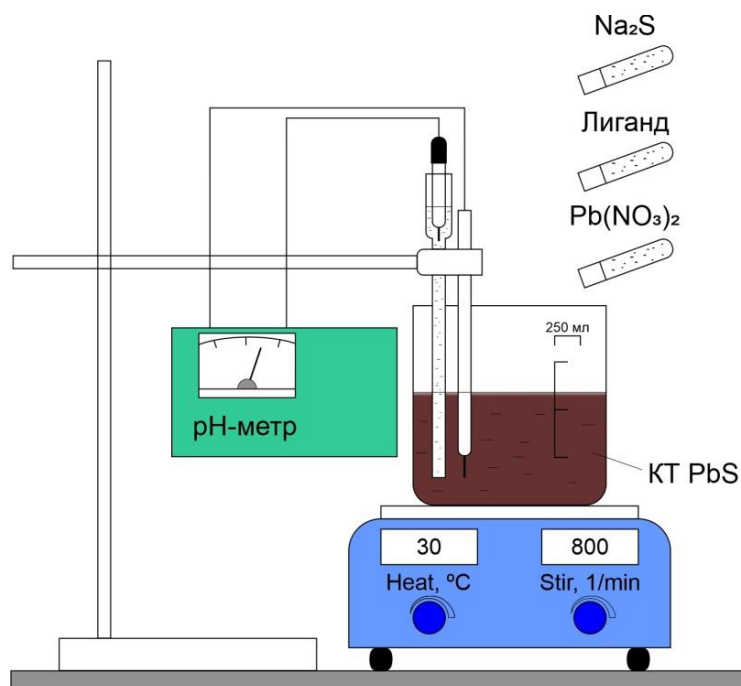 Na₂S
Лиганд
Pb(NO₃)₂
250 мл
pH-метр
КТ PbS
30
800
Heat, ºC
Stir, 1/min